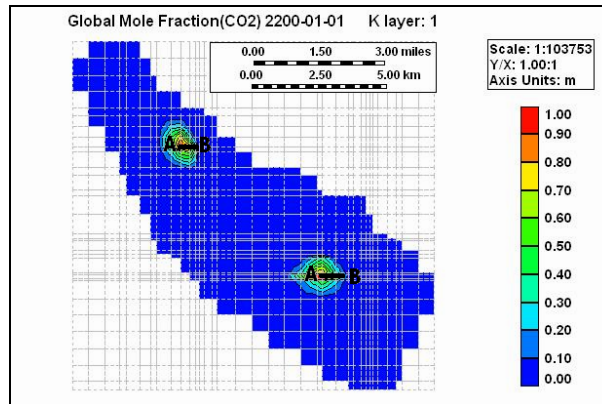 Global Mole Fraction(CO2) 2200-01-01 K layer: 1
0.00 1.50 3.00 miles
0.00 2.50 5.00 km
Scale: 1:103753
Y/X: 1.00:1
Axis Units: m
A B
A B
1.00
0.90
0.80
0.70
0.60
0.50
0.40
0.30
0.20
0.10
0.00